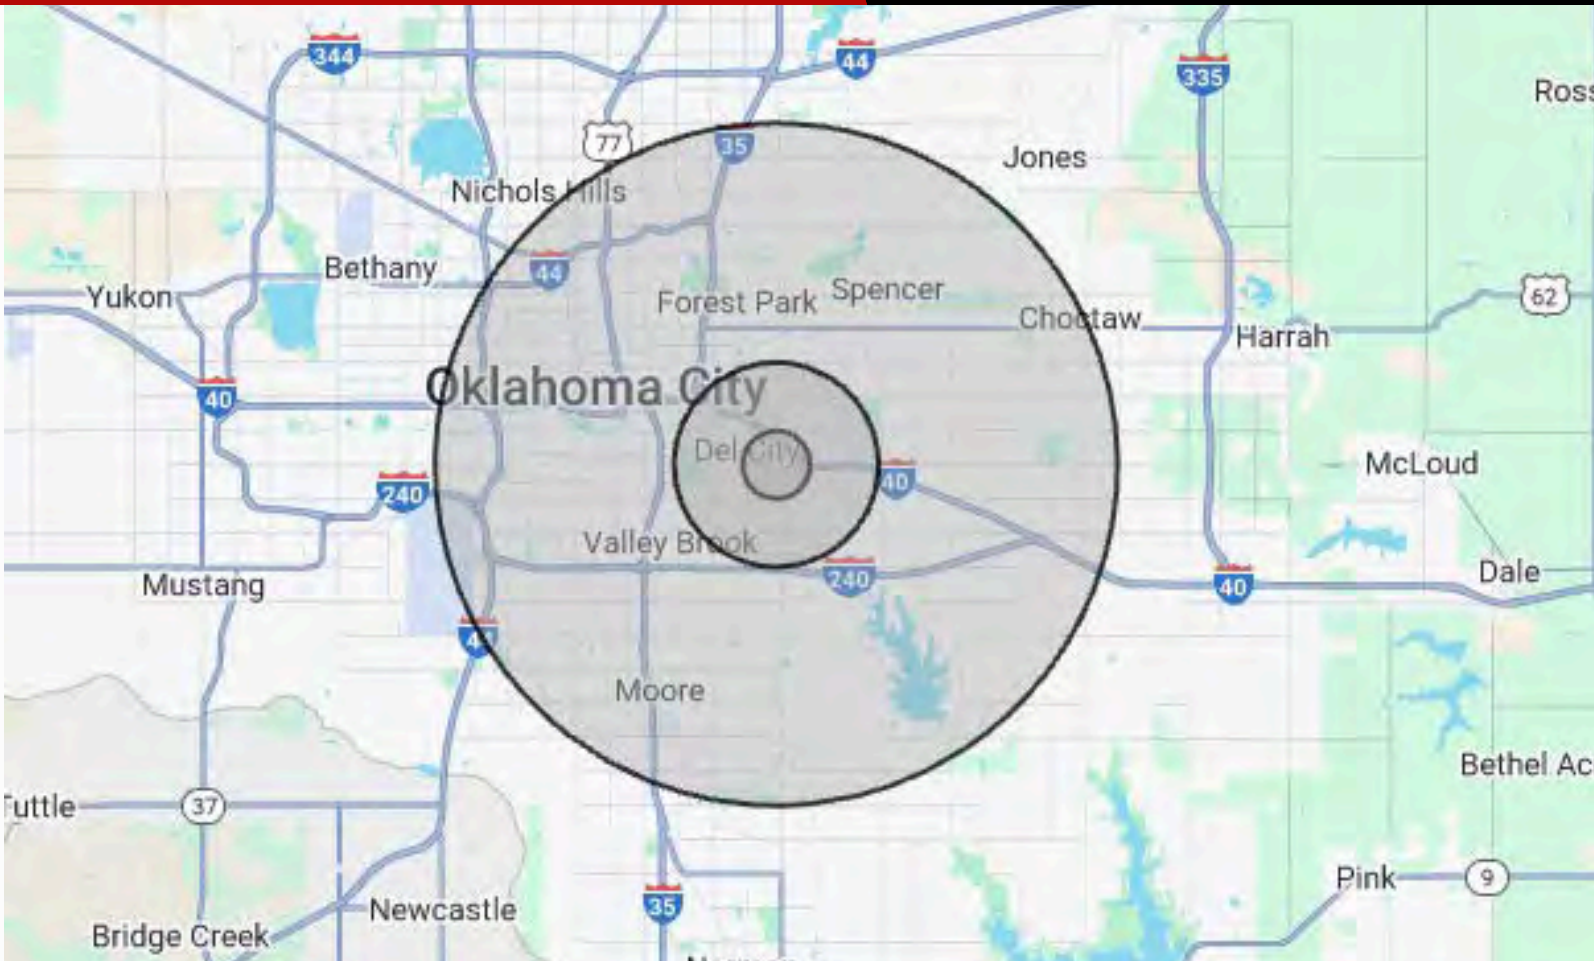 344
44
335
Ross
77
35
Jones
Nichols Hills
Bethany
44
Yukon
Forest Park
Spencer
Choctaw
62
Harrah
Oklahoma City
40
Del City
McLoud
240
40
Valley Brook
240
Mustang
40
Dale
44
Moore
Bethel Ac
Tuttle
37
Pink
9
35
Newcastle
Bridge Creek
Norman